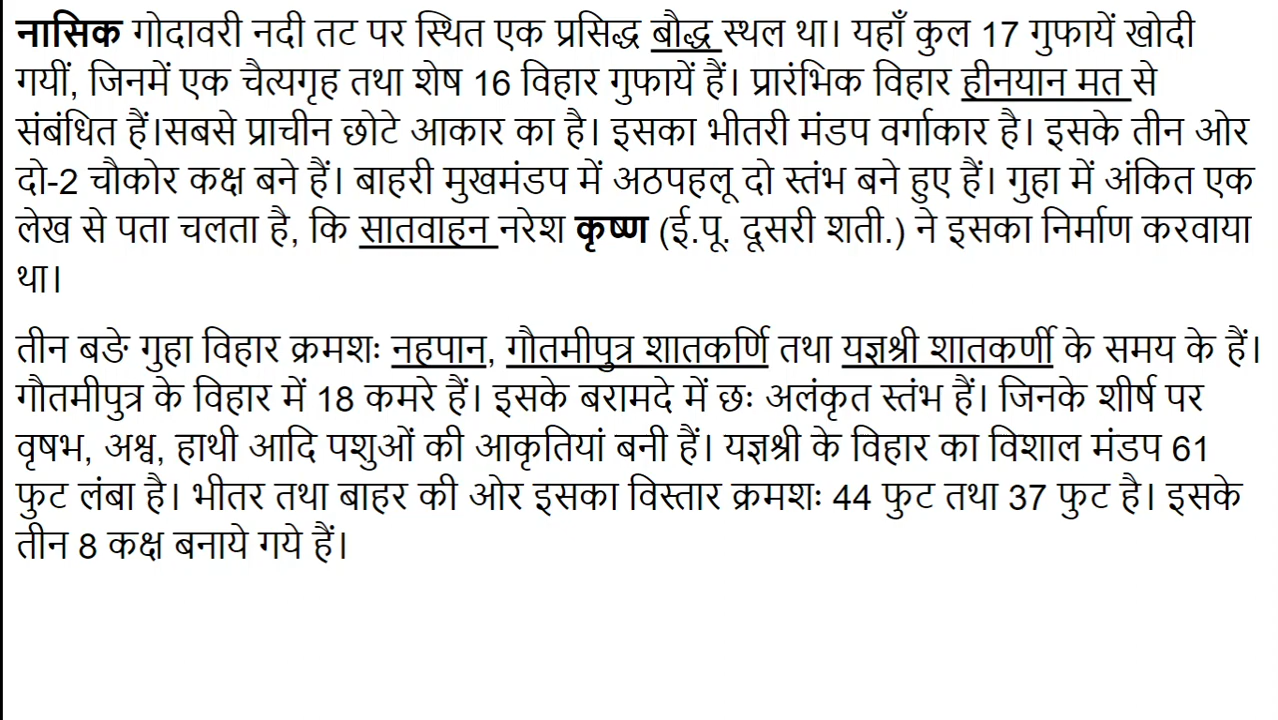 नासिक गोदावरी नदी तट पर स्थित एक प्रसिद्ध बौद्ध स्थल था। यहाँ कुल 17 गुफायें खोदी
गयीं, जिनमें एक चैत्यगृह तथा शेष 16 विहार गुफायें हैं। प्रारंभिक विहार हीनयान मत से
संबंधित हैं।सबसे प्राचीन छोटे आकार का है। इसका भीतरी मंडप वर्गाकार है। इसके तीन ओर
दो-2 चौकोर कक्ष बने हैं। बाहरी मुखमंडप में अठपहलू दो स्तंभ बने हुए हैं। गुहा में अंकित एक
लेख से पता चलता है, कि सातवाहन नरेश कृष्ण (ई.पू. दूसरी शती.) ने इसका निर्माण करवाया
था।
तीन बङे गुहा विहार क्रमशः नहपान, गौतमीपुत्र शातकर्णि तथा यज्ञश्री शातकर्णी के समय के हैं।
गौतमीपुत्र के विहार में 18 कमरे हैं। इसके बरामदे में छः अलंकृत स्तंभ हैं। जिनके शीर्ष पर
वृषभ, अश्व, हाथी आदि पशुओं की आकृतियां बनी हैं। यज्ञश्री के विहार का विशाल मंडप 61
फुट लंबा है। भीतर तथा बाहर की ओर इसका विस्तार क्रमशः 44 फुट तथा 37 फुट है। इसके
तीन 8 कक्ष बनाये गये हैं।